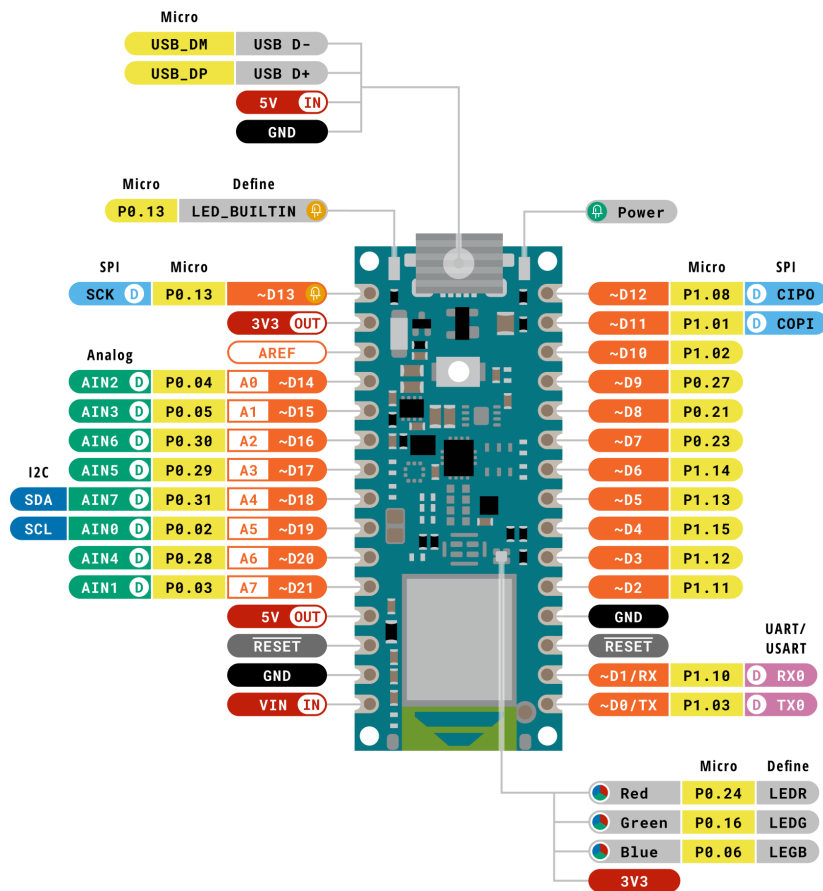 Micro
USB_DM USB D-
USB_DP USB D+
5V IN
GND
Micro Define
P0.13 LED_BUILTIN
Power
SPI Micro
SCK D P0.13 ~D13
3V3 OUT
AREF
Analog
AIN2 D P0.04 A0 ~D14
AIN3 D P0.05 A1 ~D15
AIN6 D P0.30 A2 ~D16
I2C
AIN5 D P0.29 A3 ~D17
SDA AIN7 D P0.31 A4 ~D18
SCL AIN0 D P0.02 A5 ~D19
AIN4 D P0.28 A6 ~D20
AIN1 D P0.03 A7 ~D21
5V OUT
RESET
GND
VIN IN
Micro SPI
~D12 P1.08 D CIPO
~D11 P1.01 D COPI
~D10 P1.02
~D9 P0.27
~D8 P0.21
~D7 P0.23
~D6 P1.14
~D5 P1.13
~D4 P1.15
~D3 P1.12
~D2 P1.11
GND
UART/
USART
RESET
~D1/RX P1.10 D RX0
~D0/TX P1.03 D TX0
Micro Define
Red P0.24 LEDR
Green P0.16 LEDG
Blue P0.06 LEGB
3V3